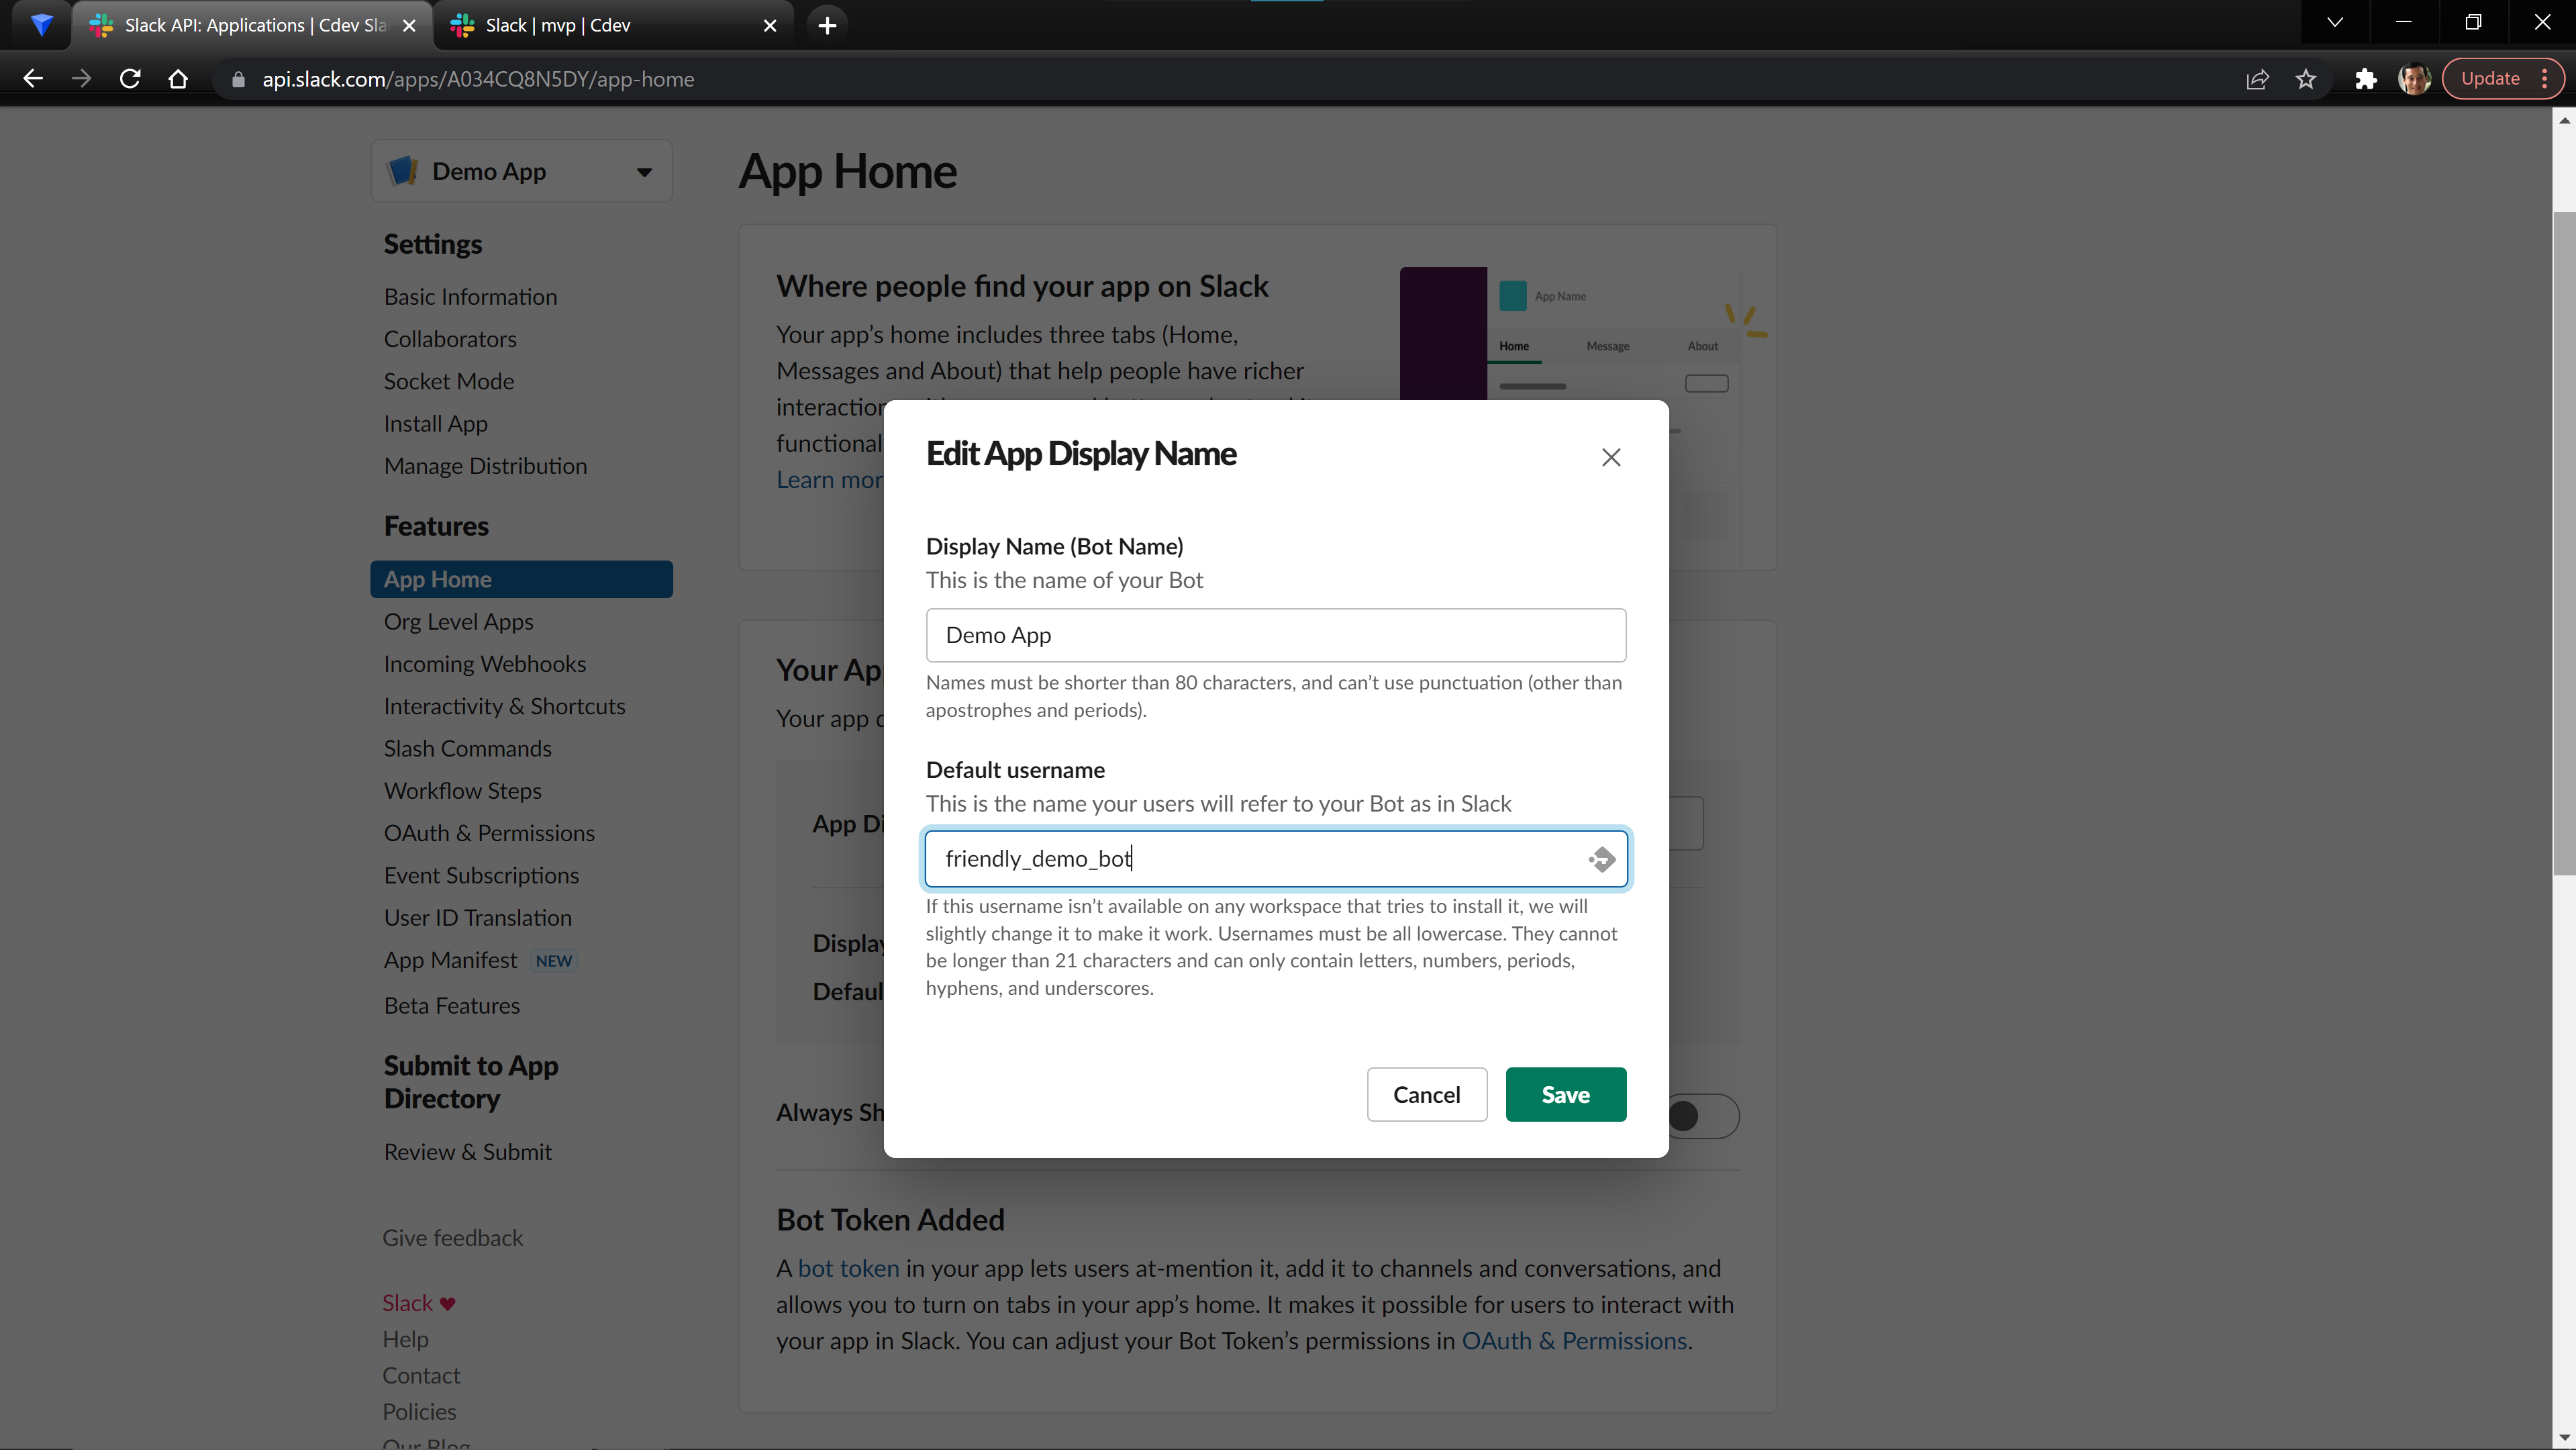 Slack API: Applications | Cdev Sla
Slack | mvp | Cdev
api.slack.com/apps/A034CQ8N5DY/app-home
Update
Demo App
Settings
Basic Information
Collaborators
Socket Mode
Install App
Manage Distribution
Features
App Home
Org Level Apps
Incoming Webhooks
Interactivity & Shortcuts
Slash Commands
Workflow Steps
OAuth & Permissions
Event Subscriptions
User ID Translation
App Manifest NEW
Beta Features
Submit to App
Directory
Review & Submit
Give feedback
Slack
Help
Contact
Policies
Our Blog
App Home
Where people find your app on Slack
Your app's home includes three tabs (Home,
Messages and About) that help people have richer
functional
Learn mor
App Name
Home Message About
Your Ap
Your app
App Di
Display
Defaul
Always Sh
Edit App Display Name
Display Name (Bot Name)
This is the name of your Bot
Demo App
Names must be shorter than 80 characters, and can't use punctuation (other than
apostrophes and periods).
Default username
This is the name your users will refer to your Bot as in Slack
friendly_demo_bot
If this username isn't available on any workspace that tries to install it, we will
slightly change it to make it work. Usernames must be all lowercase. They cannot
be longer than 21 characters and can only contain letters, numbers, periods,
hyphens, and underscores.
Cancel
Save
Bot Token Added
A bot token in your app lets users at-mention it, add it to channels and conversations, and
allows you to turn on tabs in your app's home. It makes it possible for users to interact with
your app in Slack. You can adjust your Bot Token's permissions in OAuth & Permissions.